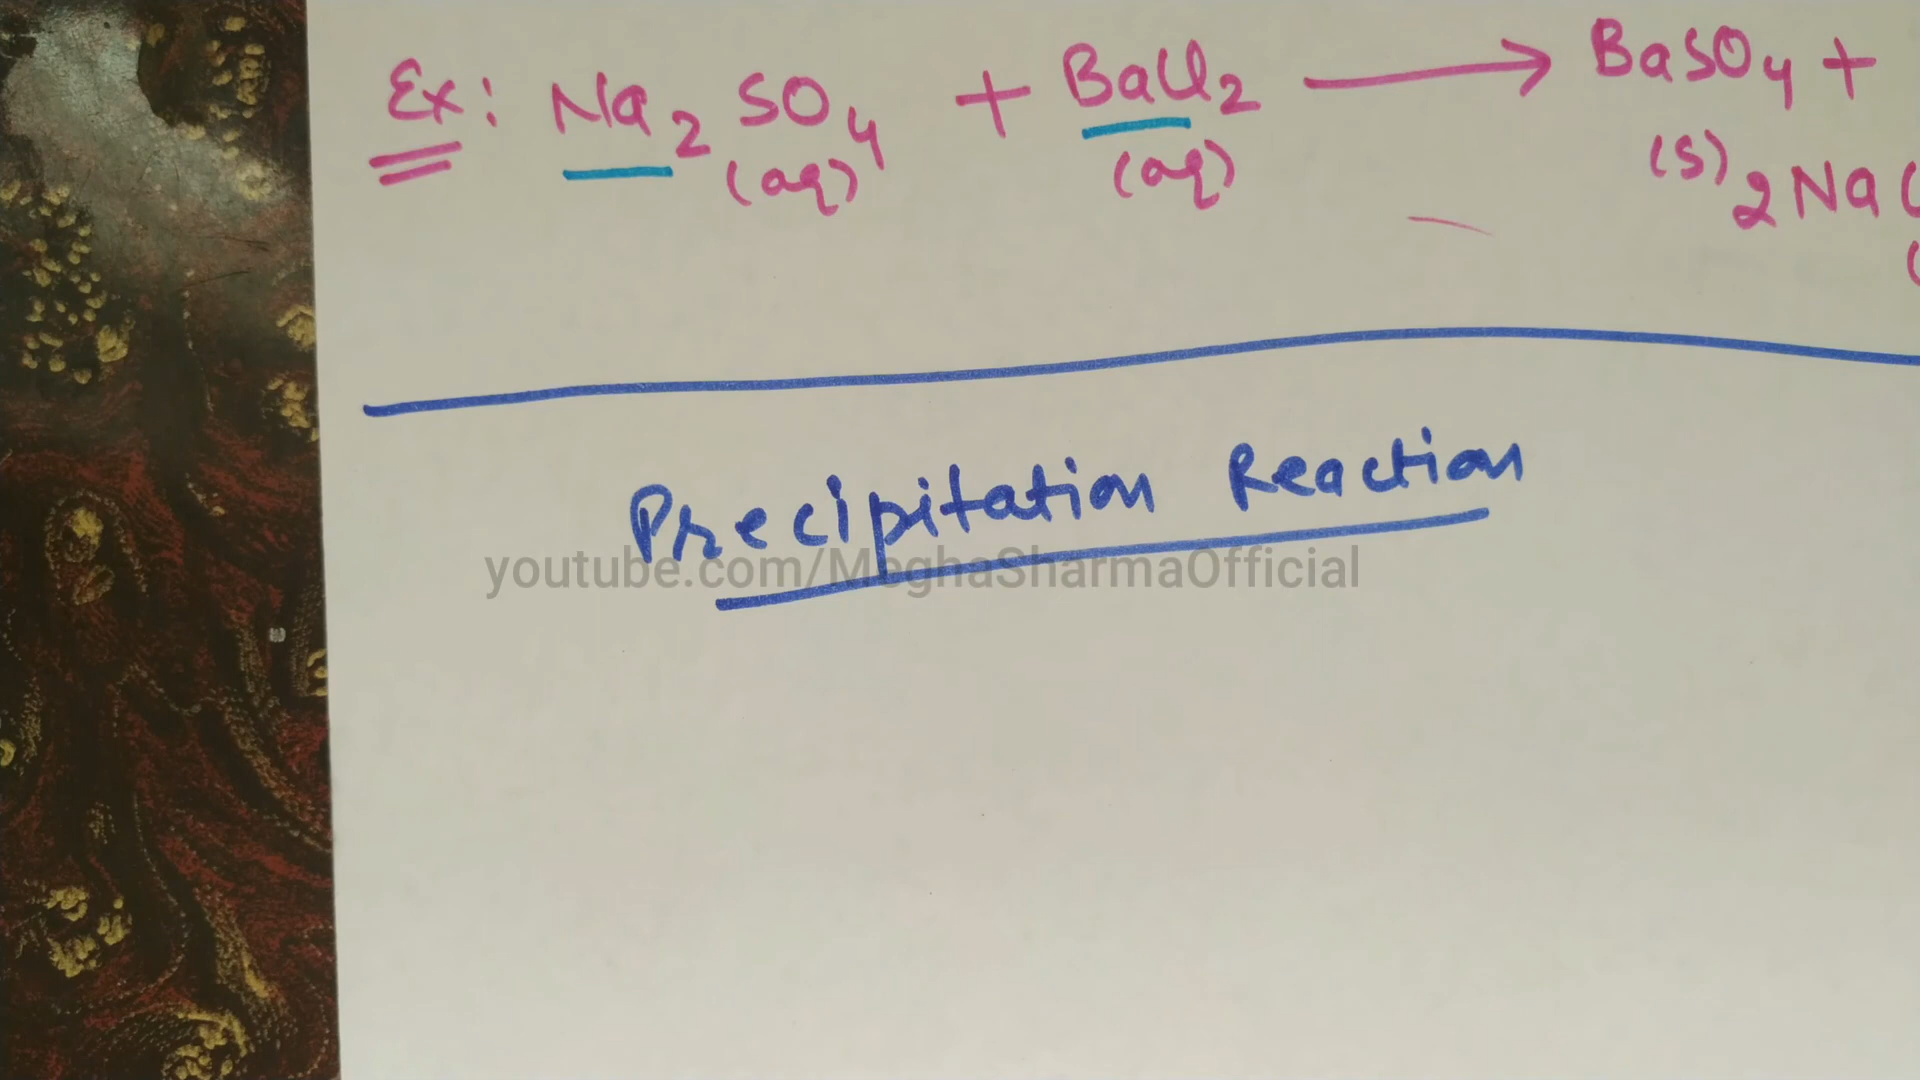 Ex: Na2SO4 + BaCl2 → BaSO4 +
(aq) (aq) (s) 2Na
Precipitation Reaction
youtube.com/MeghaSharmaOfficial